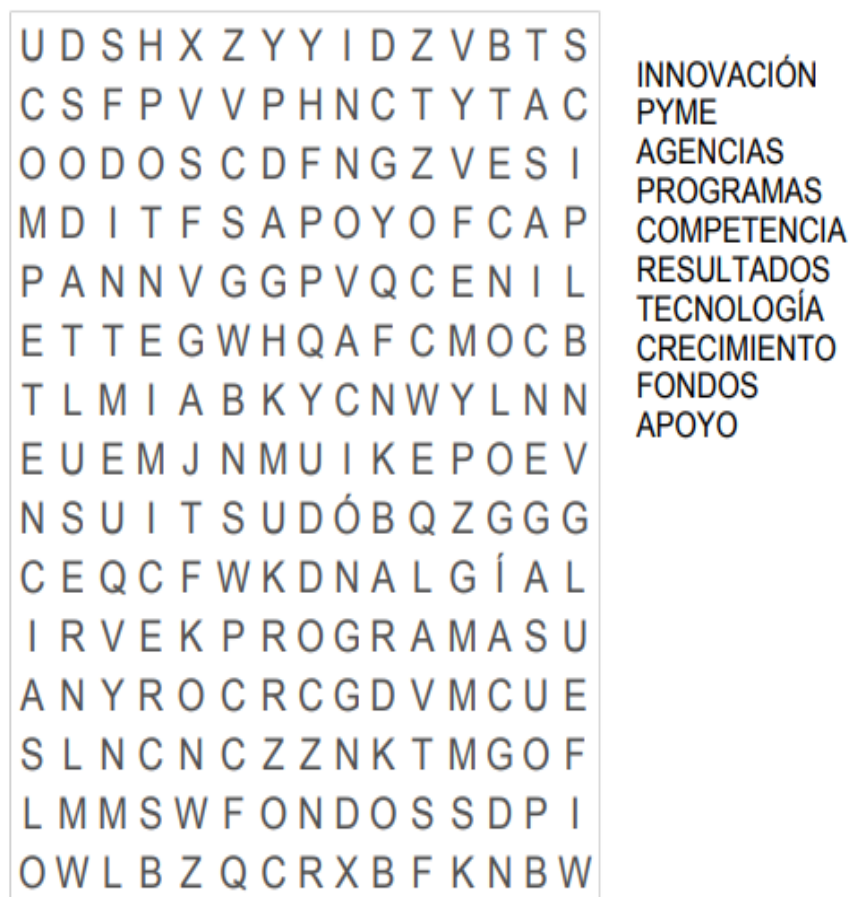 U D S H X Z Y Y I D Z V B T S
C S F P V V P H N C T Y T A C
O O D O S C D F N G Z V E S I
M D I T F S A P O Y O F C A P
P A N N V G G P V Q C E N I L
E T T E G W H Q A F C M O C B
T L M I A B K Y C N W Y L N N
E U E M J N M U I K E P O E V
N S U I T S U D Ó B Q Z G G G
C E Q C F W K D N A L G Í A L
I R V E K P R O G R A M A S U
A N Y R O C R C G D V M C U E
S L N C N C Z Z N K T M G O F
L M M S W F O N D O S S D P I
O W L B Z Q C R X B F K N B W
INNOVACIÓN
PYME
AGENCIAS
PROGRAMAS
COMPETENCIA
RESULTADOS
TECNOLOGÍA
CRECIMIENTO
FONDOS
APOYO